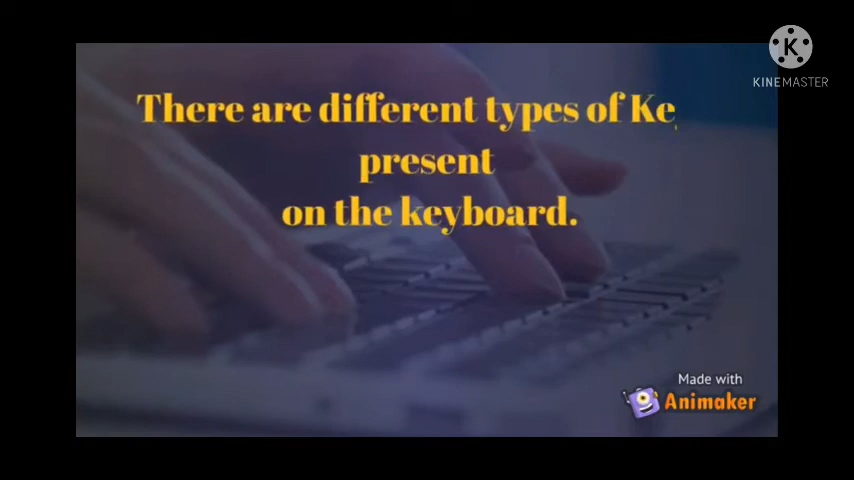 There are different types of Ke
present
on the keyboard.
K
KINEMASTER
Made with
Animaker